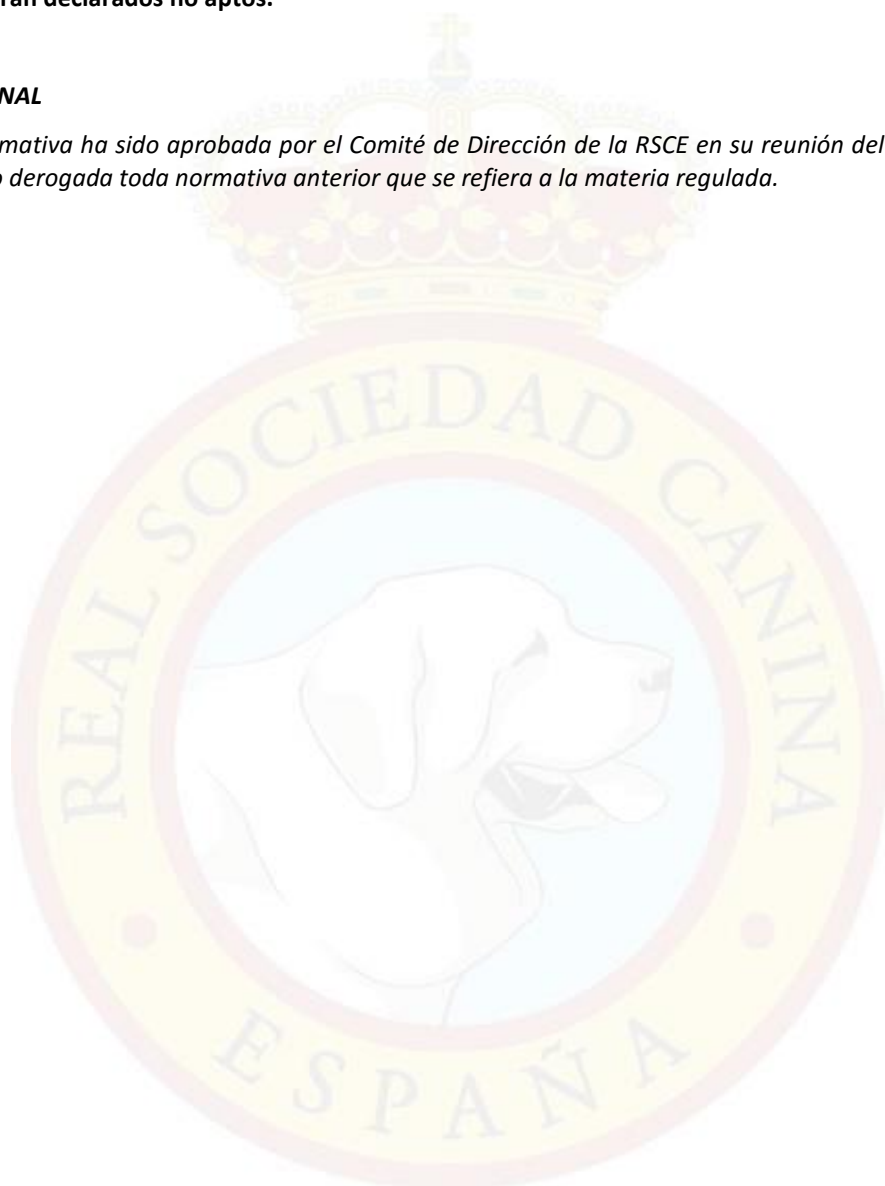 rán declarados no aptos.
NAL
mativa ha sido aprobada por el Comité de Dirección de la RSCE en su reunión del
o derogada toda normativa anterior que se refiera a la materia regulada.
REAL SOCIEDAD CANINA
ESPAÑA